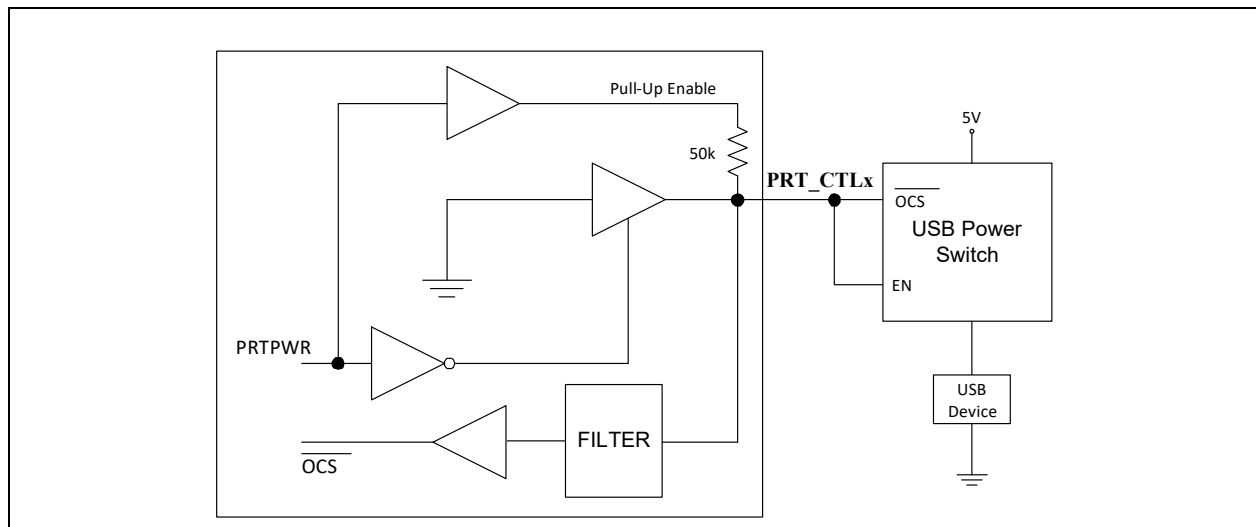 Pull-Up Enable
5V
50k
PRT_CTLx
OCS
USB Power
Switch
EN
PRTPWR
USB
Device
FILTER
OCS